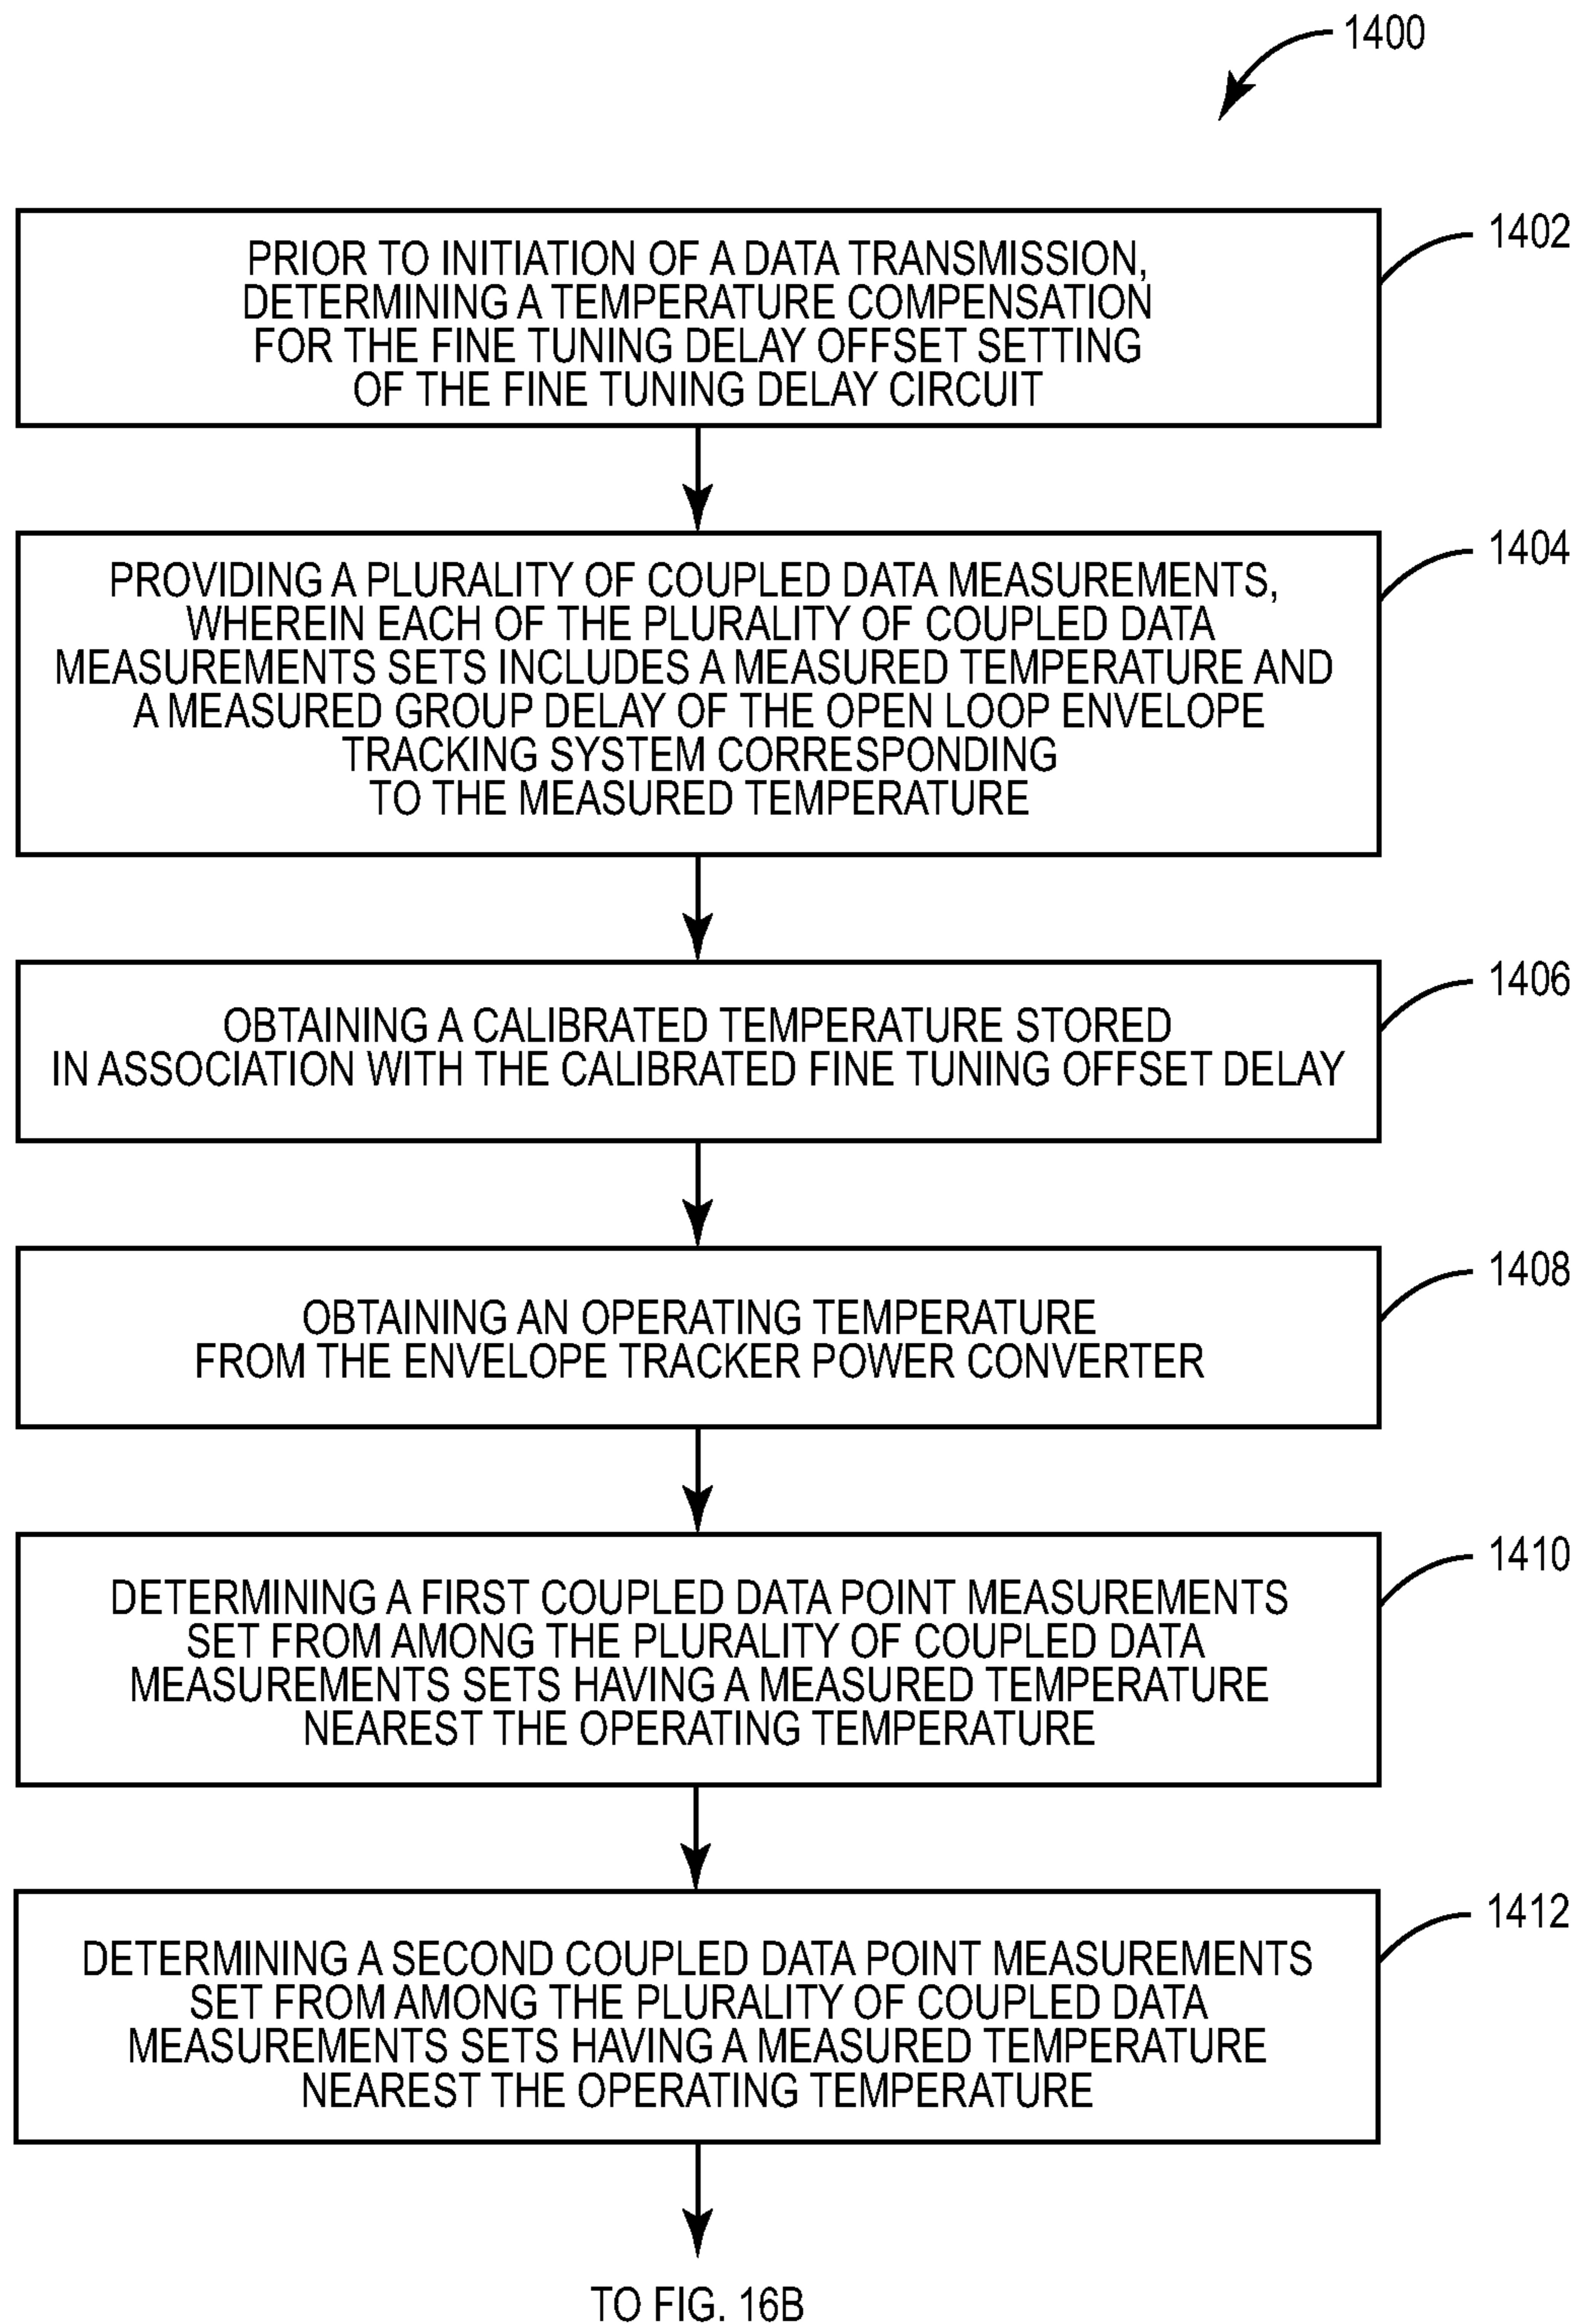 1400
PRIOR TO INITIATION OF A DATA TRANSMISSION,
DETERMINING A TEMPERATURE COMPENSATION
FOR THE FINE TUNING DELAY OFFSET SETTING
OF THE FINE TUNING DELAY CIRCUIT
1402
PROVIDING A PLURALITY OF COUPLED DATA MEASUREMENTS,
WHEREIN EACH OF THE PLURALITY OF COUPLED DATA
MEASUREMENTS SETS INCLUDES A MEASURED TEMPERATURE AND
A MEASURED GROUP DELAY OF THE OPEN LOOP ENVELOPE
TRACKING SYSTEM CORRESPONDING
TO THE MEASURED TEMPERATURE
1404
OBTAINING A CALIBRATED TEMPERATURE STORED
IN ASSOCIATION WITH THE CALIBRATED FINE TUNING OFFSET DELAY
1406
OBTAINING AN OPERATING TEMPERATURE
FROM THE ENVELOPE TRACKER POWER CONVERTER
1408
DETERMINING A FIRST COUPLED DATA POINT MEASUREMENTS
SET FROM AMONG THE PLURALITY OF COUPLED DATA
MEASUREMENTS SETS HAVING A MEASURED TEMPERATURE
NEAREST THE OPERATING TEMPERATURE
1410
DETERMINING A SECOND COUPLED DATA POINT MEASUREMENTS
SET FROM AMONG THE PLURALITY OF COUPLED DATA
MEASUREMENTS SETS HAVING A MEASURED TEMPERATURE
NEAREST THE OPERATING TEMPERATURE
1412
TO FIG. 16B